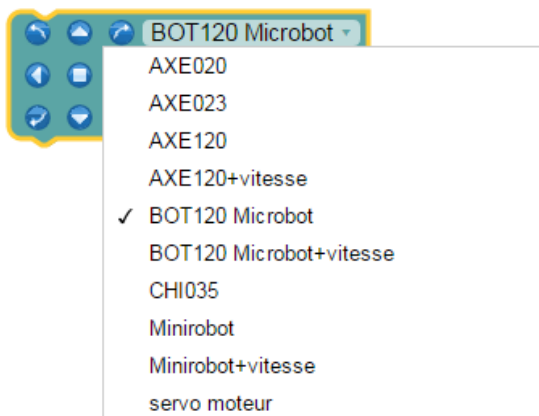 BOT120 Microbot
AXE020
AXE023
AXE120
AXE120+vitesse
BOT120 Microbot
BOT120 Microbot+vitesse
CHI035
Minirobot
Minirobot+vitesse
servo moteur